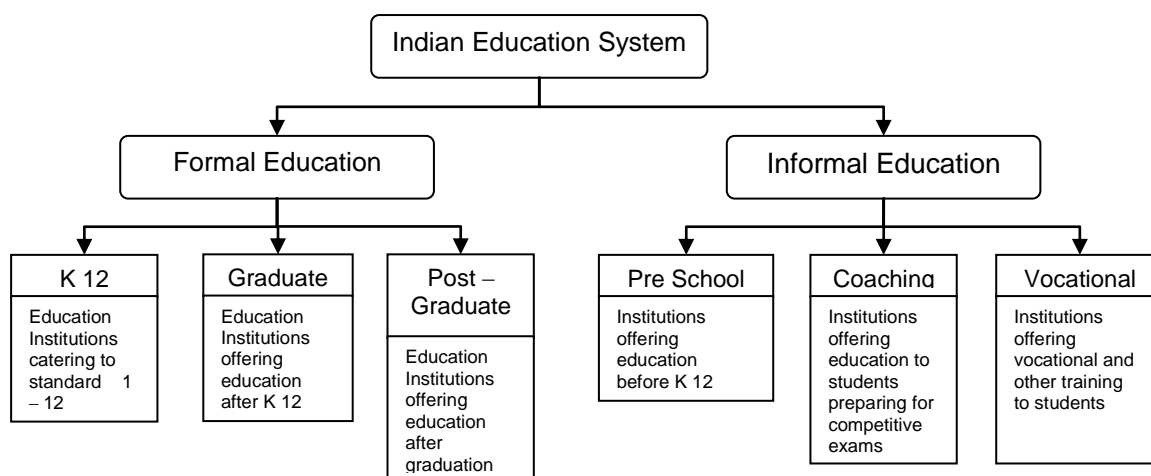 Indian Education System
Formal Education
Informal Education
K 12
Education
Institutions
catering to
standard 1
– 12
Graduate
Education
Institutions
offering
education
after K 12
Post –
Graduate
Education
Institutions
offering
education
after
graduation
Pre School
Institutions
offering
education
before K 12
Coaching
Institutions
offering
education to
students
preparing for
competitive
exams
Vocational
Institutions
offering
vocational and
other training
to students